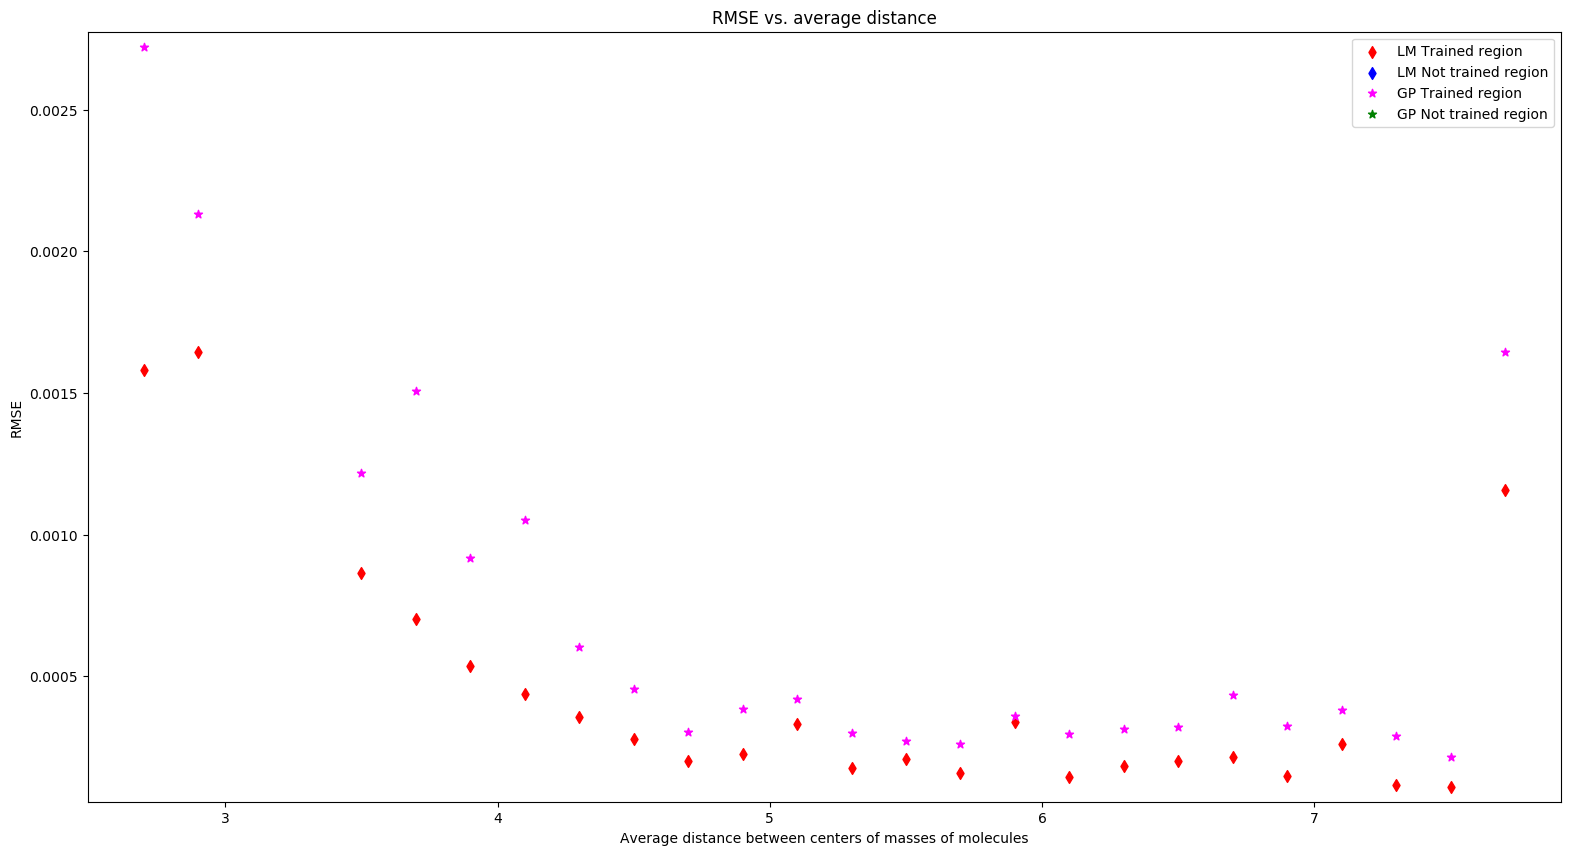 RMSE vs. average distance
LM Trained region
LM Not trained region
GP Trained region
GP Not trained region
RMSE
0.0025
0.0020
0.0015
0.0010
0.0005
3 4 5 6 7
Average distance between centers of masses of molecules